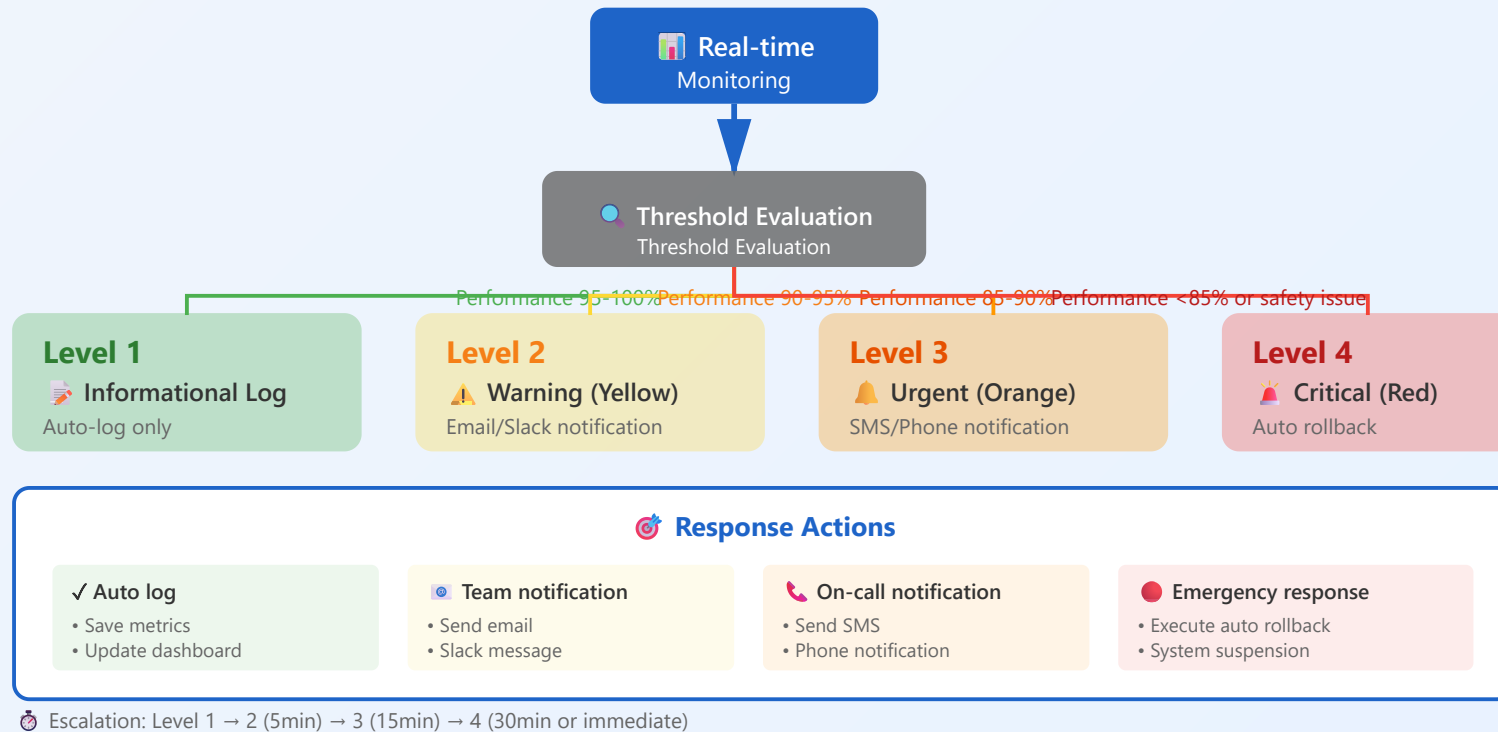 📊 Real-time
Monitoring
🔍 Threshold Evaluation
Threshold Evaluation
Performance 95-100%
Performance 90-95%
Performance 85-90%
Performance <85% or safety issue
Level 1
📝 Informational Log
Auto-log only
Level 2
⚠️ Warning (Yellow)
Email/Slack notification
Level 3
🔔 Urgent (Orange)
SMS/Phone notification
Level 4
🚨 Critical (Red)
Auto rollback
🎯 Response Actions
✓ Auto log
• Save metrics
• Update dashboard
📧 Team notification
• Send email
• Slack message
📞 On-call notification
• Send SMS
• Phone notification
🔴 Emergency response
• Execute auto rollback
• System suspension
⏱️ Escalation: Level 1 → 2 (5min) → 3 (15min) → 4 (30min or immediate)